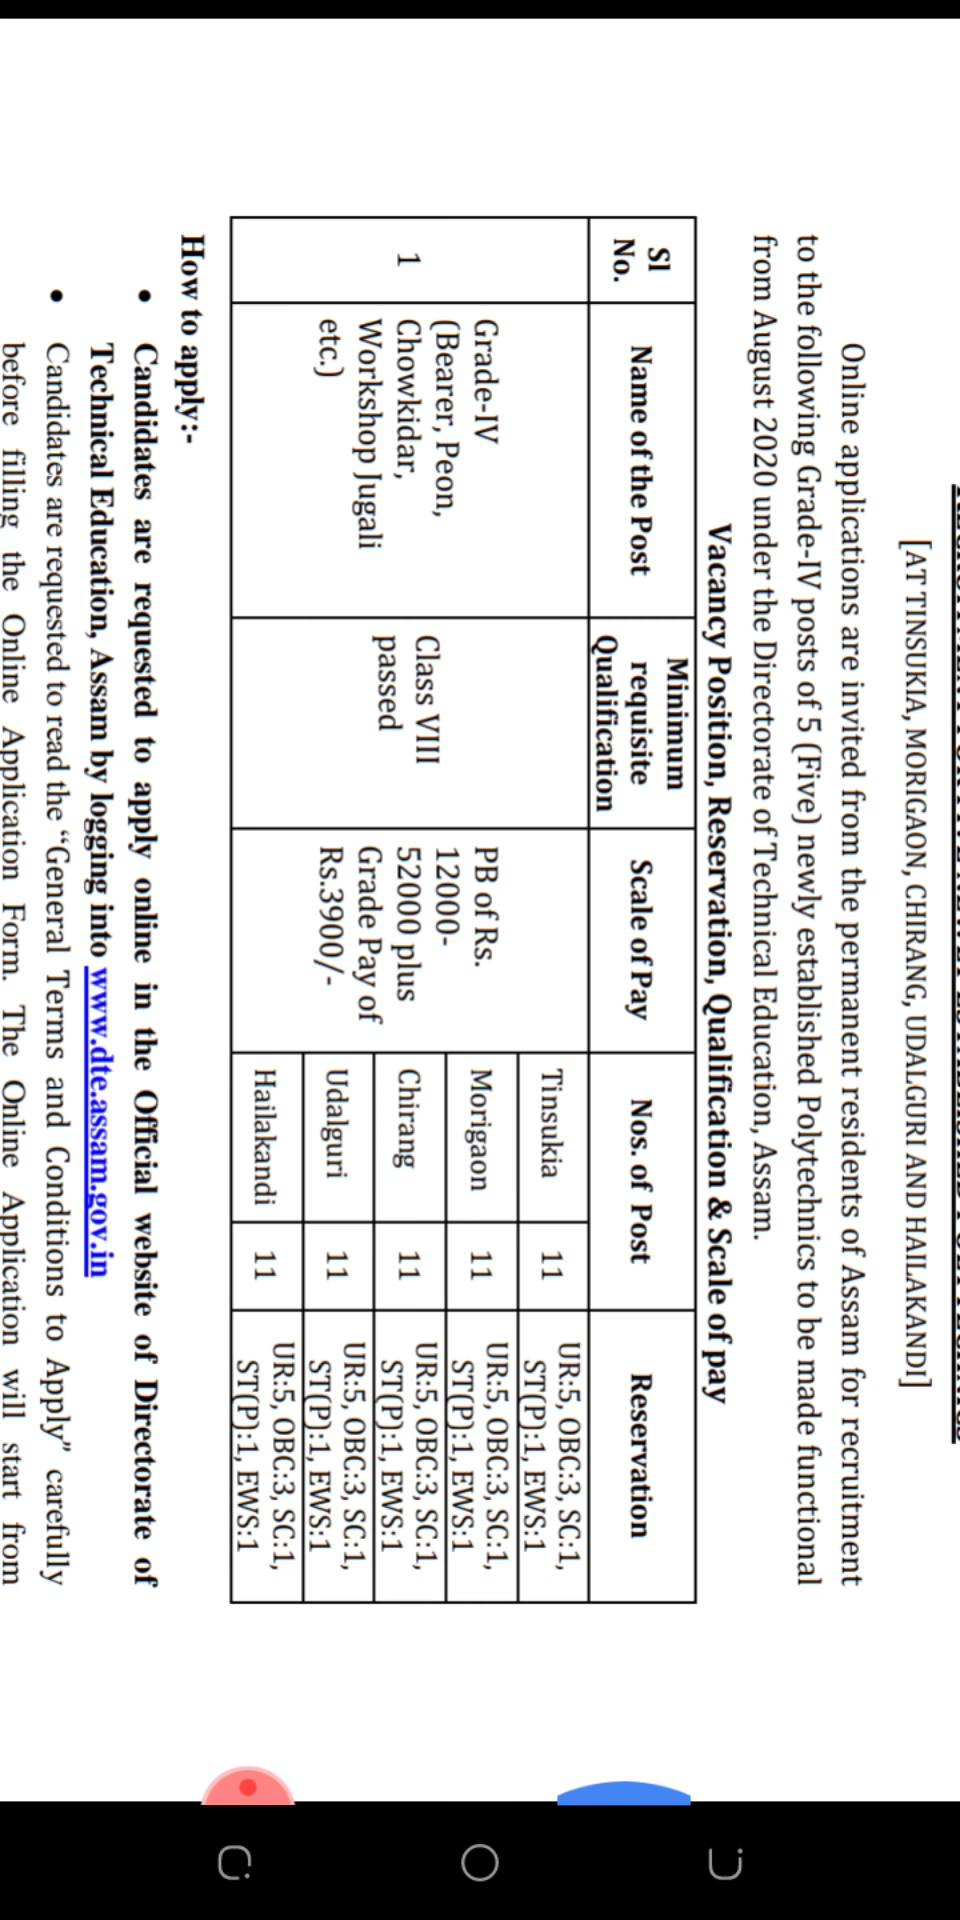 [AT TINSUKIA, MORIGAON, CHIRANG, UDALGURI AND HAILAKANDI]
Online applications are invited from the permanent residents of Assam for recruitment
to the following Grade-IV posts of 5 (Five) newly established Polytechnics to be made functional
from August 2020 under the Directorate of Technical Education, Assam.
Vacancy Position, Reservation, Qualification & Scale of pay
Sl
No.
Name of the Post
Minimum
requisite
Qualification
Scale of Pay
Nos. of Post
Reservation
1
Grade-IV
(Bearer, Peon,
Chowkidar,
Workshop Jugali
etc.)
Class VIII
passed
PB of Rs.
12000-
52000 plus
Grade Pay of
Rs.3900/-
Tinsukia 11 UR:5, OBC:3, SC:1,
ST(P):1, EWS:1
Morigaon 11 UR:5, OBC:3, SC:1,
ST(P):1, EWS:1
Chirang 11 UR:5, OBC:3, SC:1,
ST(P):1, EWS:1
Udalguri 11 UR:5, OBC:3, SC:1,
ST(P):1, EWS:1
Hailakandi 11 UR:5, OBC:3, SC:1,
ST(P):1, EWS:1
How to apply:-
• Candidates are requested to apply online in the Official website of Directorate of
Technical Education, Assam by logging into www.dte.assam.gov.in
• Candidates are requested to read the “General Terms and Conditions to Apply” carefully
before filling the Online Application Form. The Online Application will start from